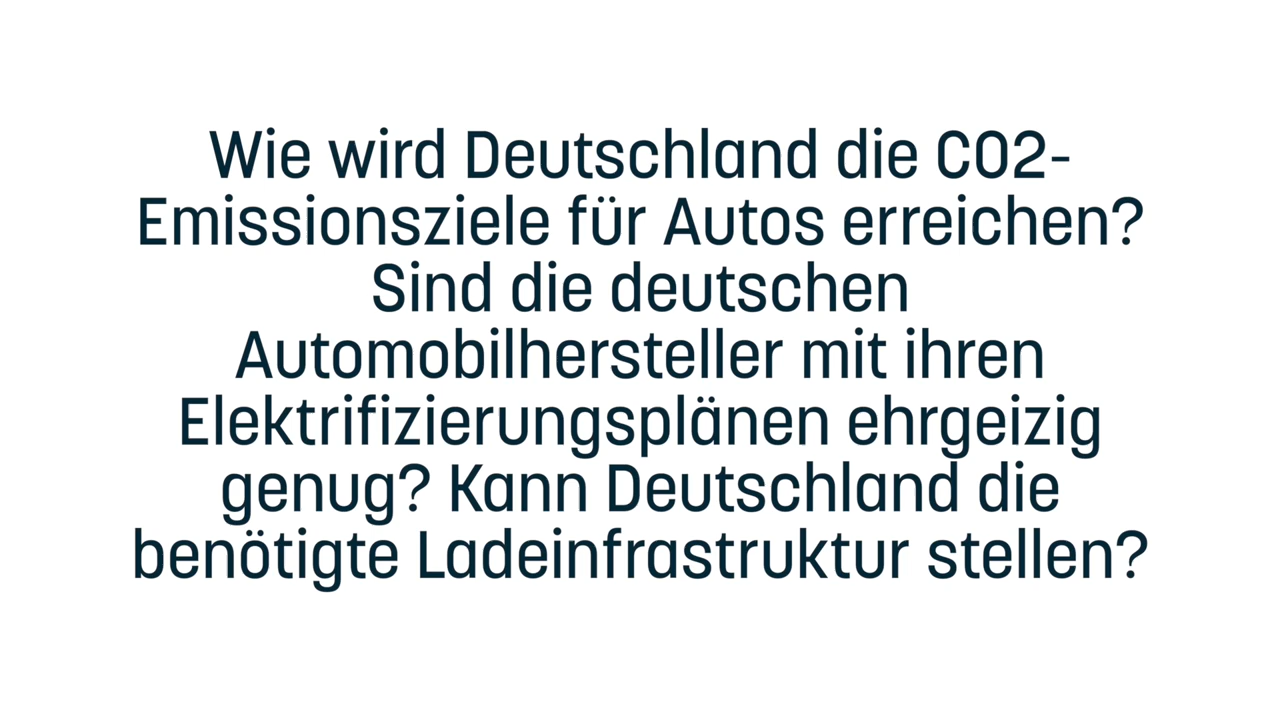 Wie wird Deutschland die CO2-
Emissionsziele für Autos erreichen?
Sind die deutschen
Automobilhersteller mit ihren
Elektrifizierungsplänen ehrgeizig
genug? Kann Deutschland die
benötigte Ladeinfrastruktur stellen?